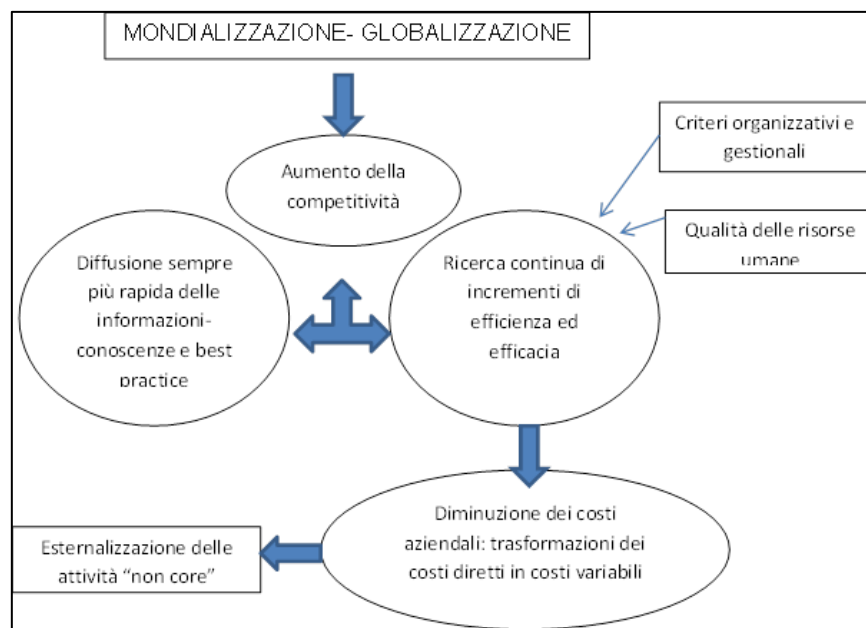 MONDIALIZZAZIONE- GLOBALIZZAZIONE
Aumento della
competitività
Criteri organizzativi e
gestionali
Qualità delle risorse
umane
Diffusione sempre
più rapida delle
informazioni-
conoscenze e best
practice
Ricerca continua di
incrementi di
efficienza ed
efficacia
Diminuzione dei costi
aziendali: trasformazioni dei
costi diretti in costi variabili
Esternalizzazione delle
attività “non core”